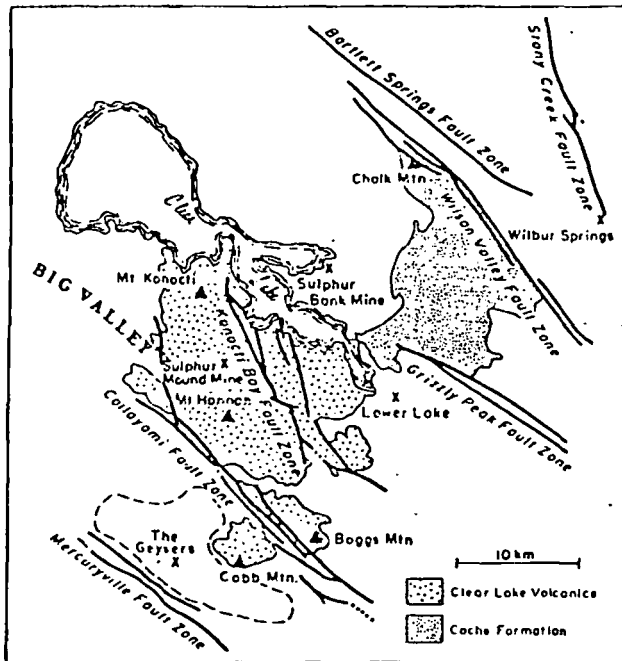 Bartlett Springs Fault Zone
Stony Creek Fault Zone
Chalk Mtn
Wilbur Springs
Wilson Valley Fault Zone
Clear
Lake
Mt Konocti
Sulphur
Bank Mine
BIG VALLEY
Konocti Bay Fault Zone
Sulphur
Mound Mine
Mt Hannan
Lower Lake
Grizzly Peak Fault Zone
Collayomi Fault Zone
The
Geysers
Boggs Mtn
Cobb Mtn.
Mercuryville Fault Zone
10 km
Clear Lake Volcanics
Cache Formation